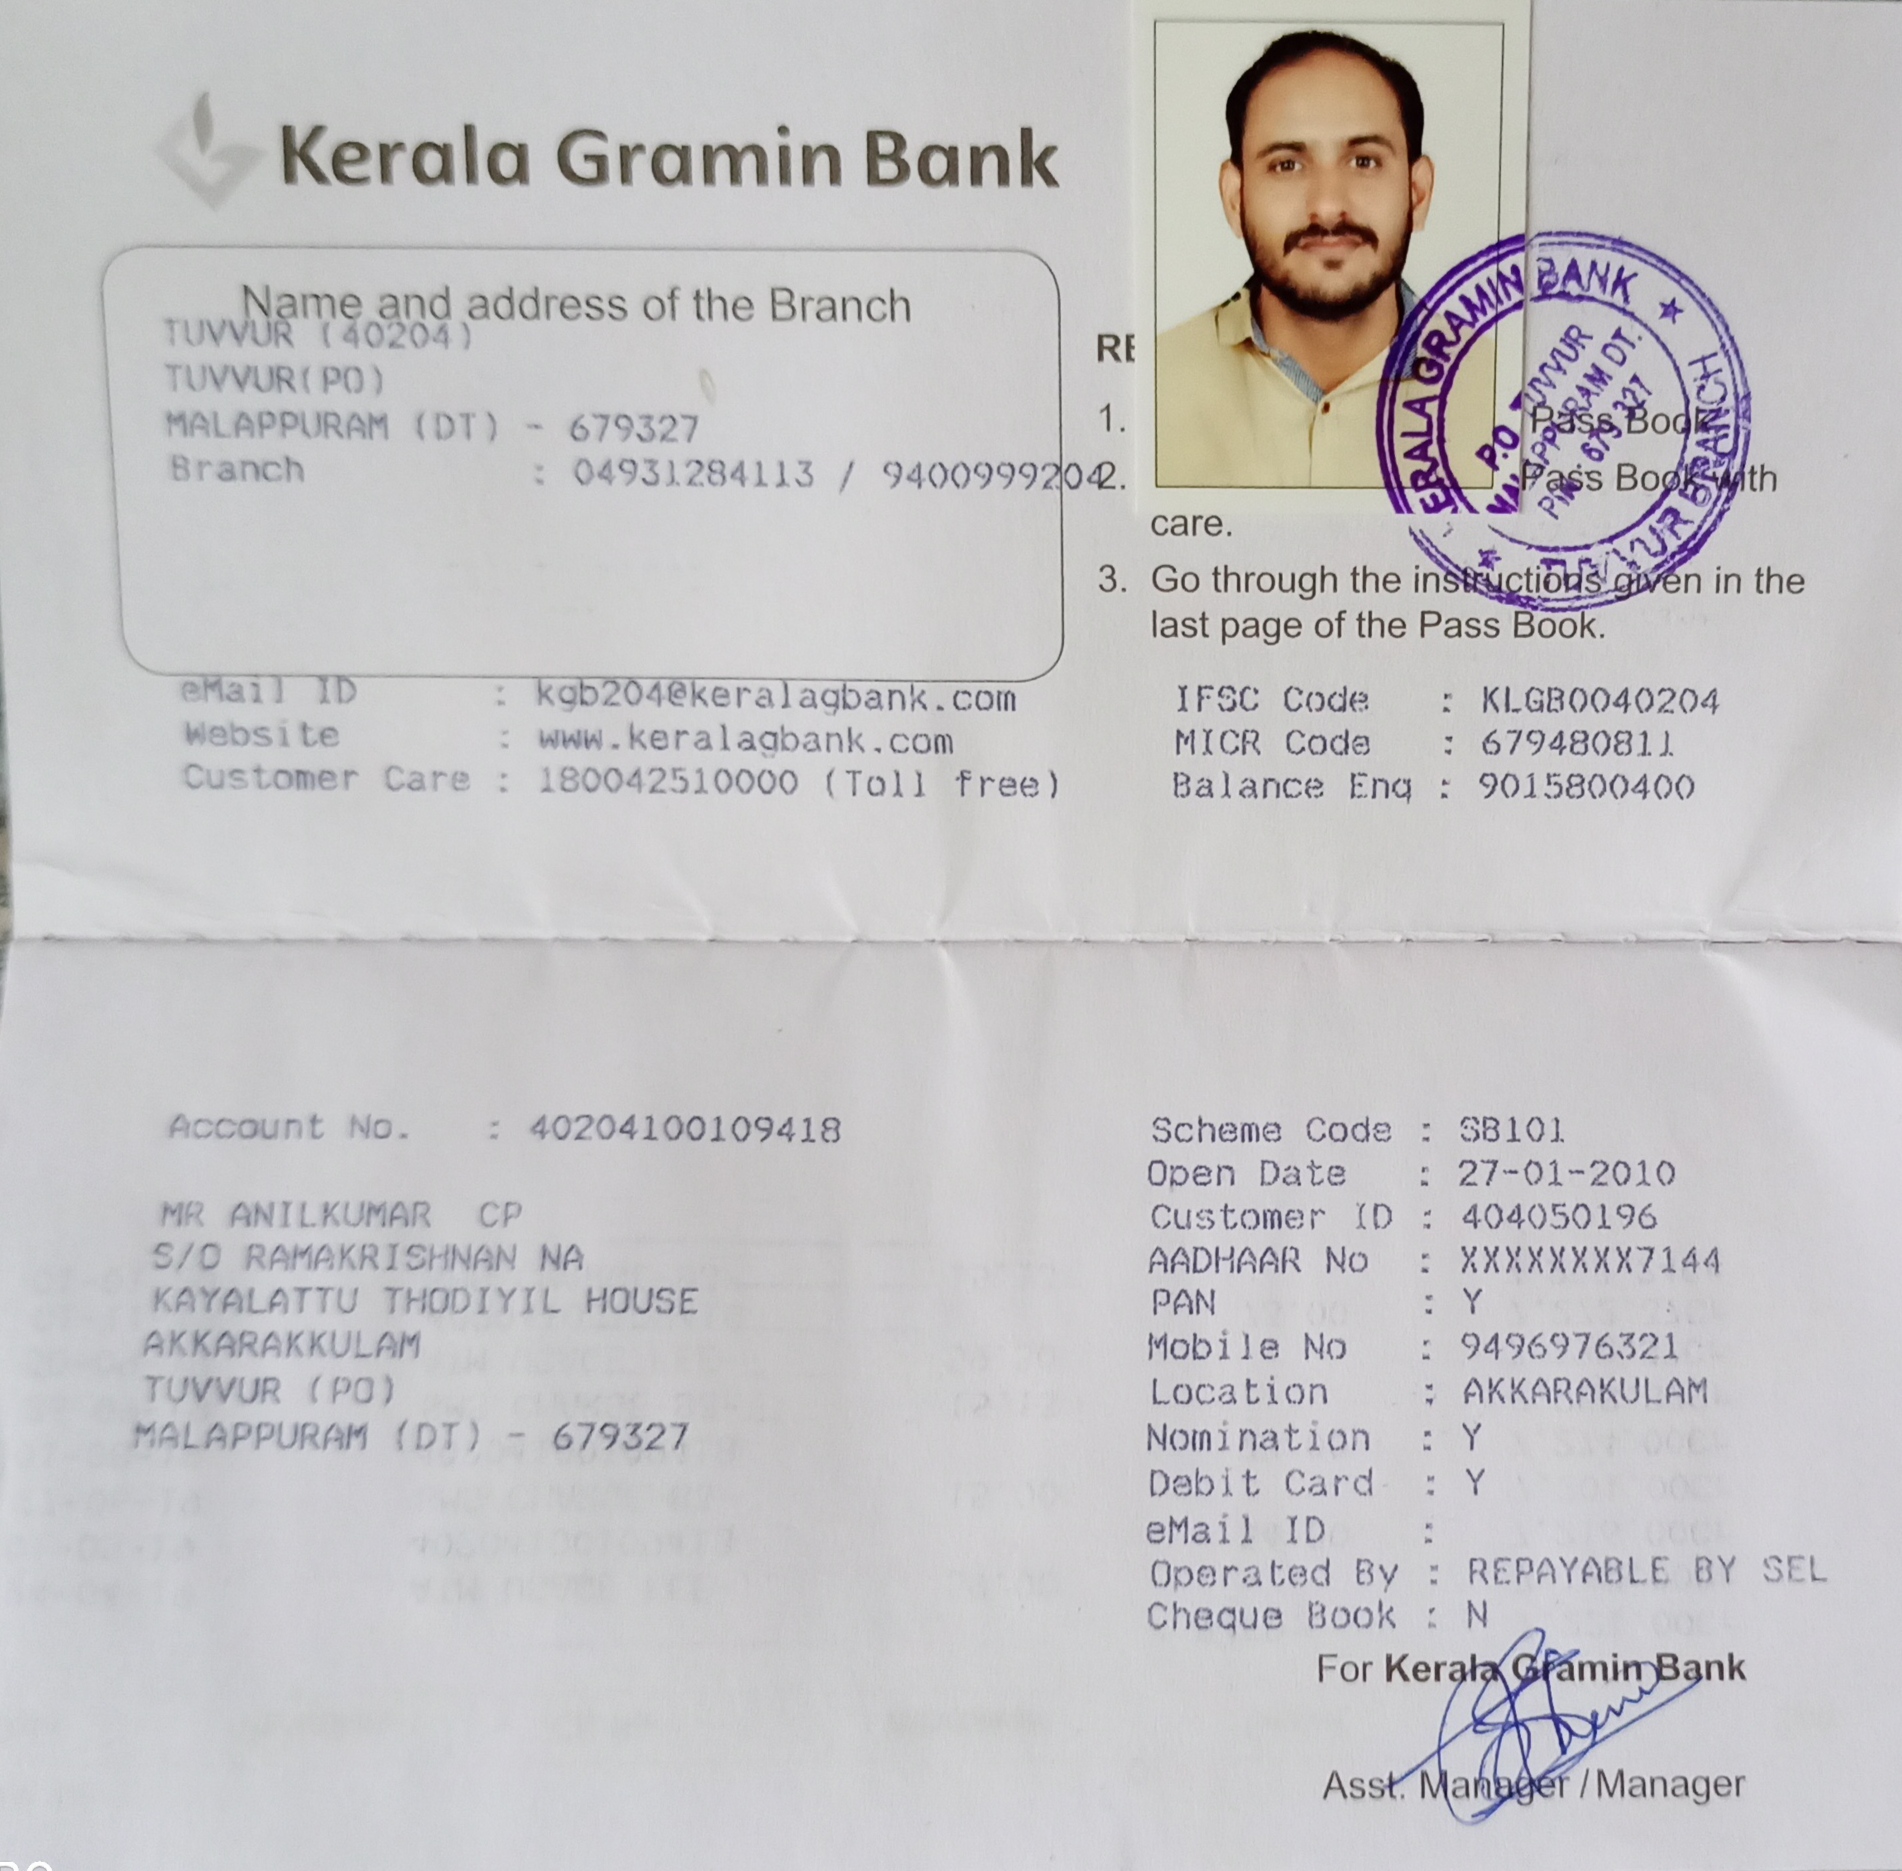 Kerala Gramin Bank
Name and address of the Branch
TUVVUR (40204)
TUVVUR(PO)
MALAPPURAM (DT) - 679327
Branch : 04931284113 / 9400999204
RE
1. Pass Book
2. Pass Book with
care.
3. Go through the instructions given in the
last page of the Pass Book.
KERALA GRAMIN BANK ★ TUVVUR BRANCH ★
P.O. TUVVUR
MALAPPURAM DT.
PIN 679 327
eMail ID : kgb204@keralagbank.com
Website : www.keralagbank.com
Customer Care : 180042510000 (Toll free)
IFSC Code : KLGB0040204
MICR Code : 679480811
Balance Enq : 9015800400
Account No. : 40204100109418
MR ANILKUMAR CP
S/O RAMAKRISHNAN NA
KAYALATTU THODIYIL HOUSE
AKKARAKKULAM
TUVVUR (PO)
MALAPPURAM (DT) - 679327
Scheme Code : SB101
Open Date : 27-01-2010
Customer ID : 404050196
AADHAAR No : XXXXXXXX7144
PAN : Y
Mobile No : 9496976321
Location : AKKARAKULAM
Nomination : Y
Debit Card : Y
eMail ID :
Operated By : REPAYABLE BY SEL
Cheque Book : N
For Kerala Gramin Bank
Asst. Manager / Manager